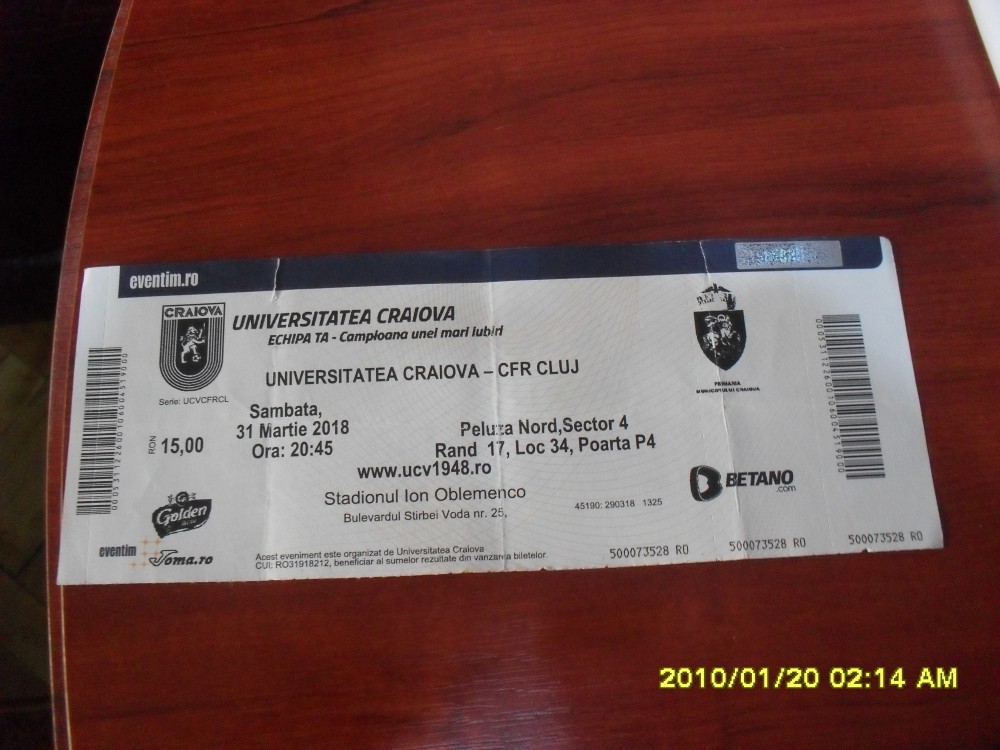 eventim.ro
CRAIOVA
UNIVERSITATEA CRAIOVA
ECHIPA TA - Campioana unei mari iubiri
UNIVERSITATEA CRAIOVA – CFR CLUJ
Serie: UCVCFRCL
Sambata,
31 Martie 2018
Ora: 20:45
RON 15,00
Peluza Nord,Sector 4
Rand 17, Loc 34, Poarta P4
www.ucv1948.ro
Stadionul Ion Oblemenco
Bulevardul Stirbei Voda nr. 25,
45190: 290318 1325
PRIMARIA
MUNICIPIULUI CRAIOVA
BETANO
.com
Golden
eventim
Joma.ro
Acest eveniment este organizat de Universitatea Craiova
CUI: RO31918212, beneficiar al sumelor rezultate din vanzarea biletelor.
500073528 RO
500073528 RO
500073528 RO
2010/01/20 02:14 AM